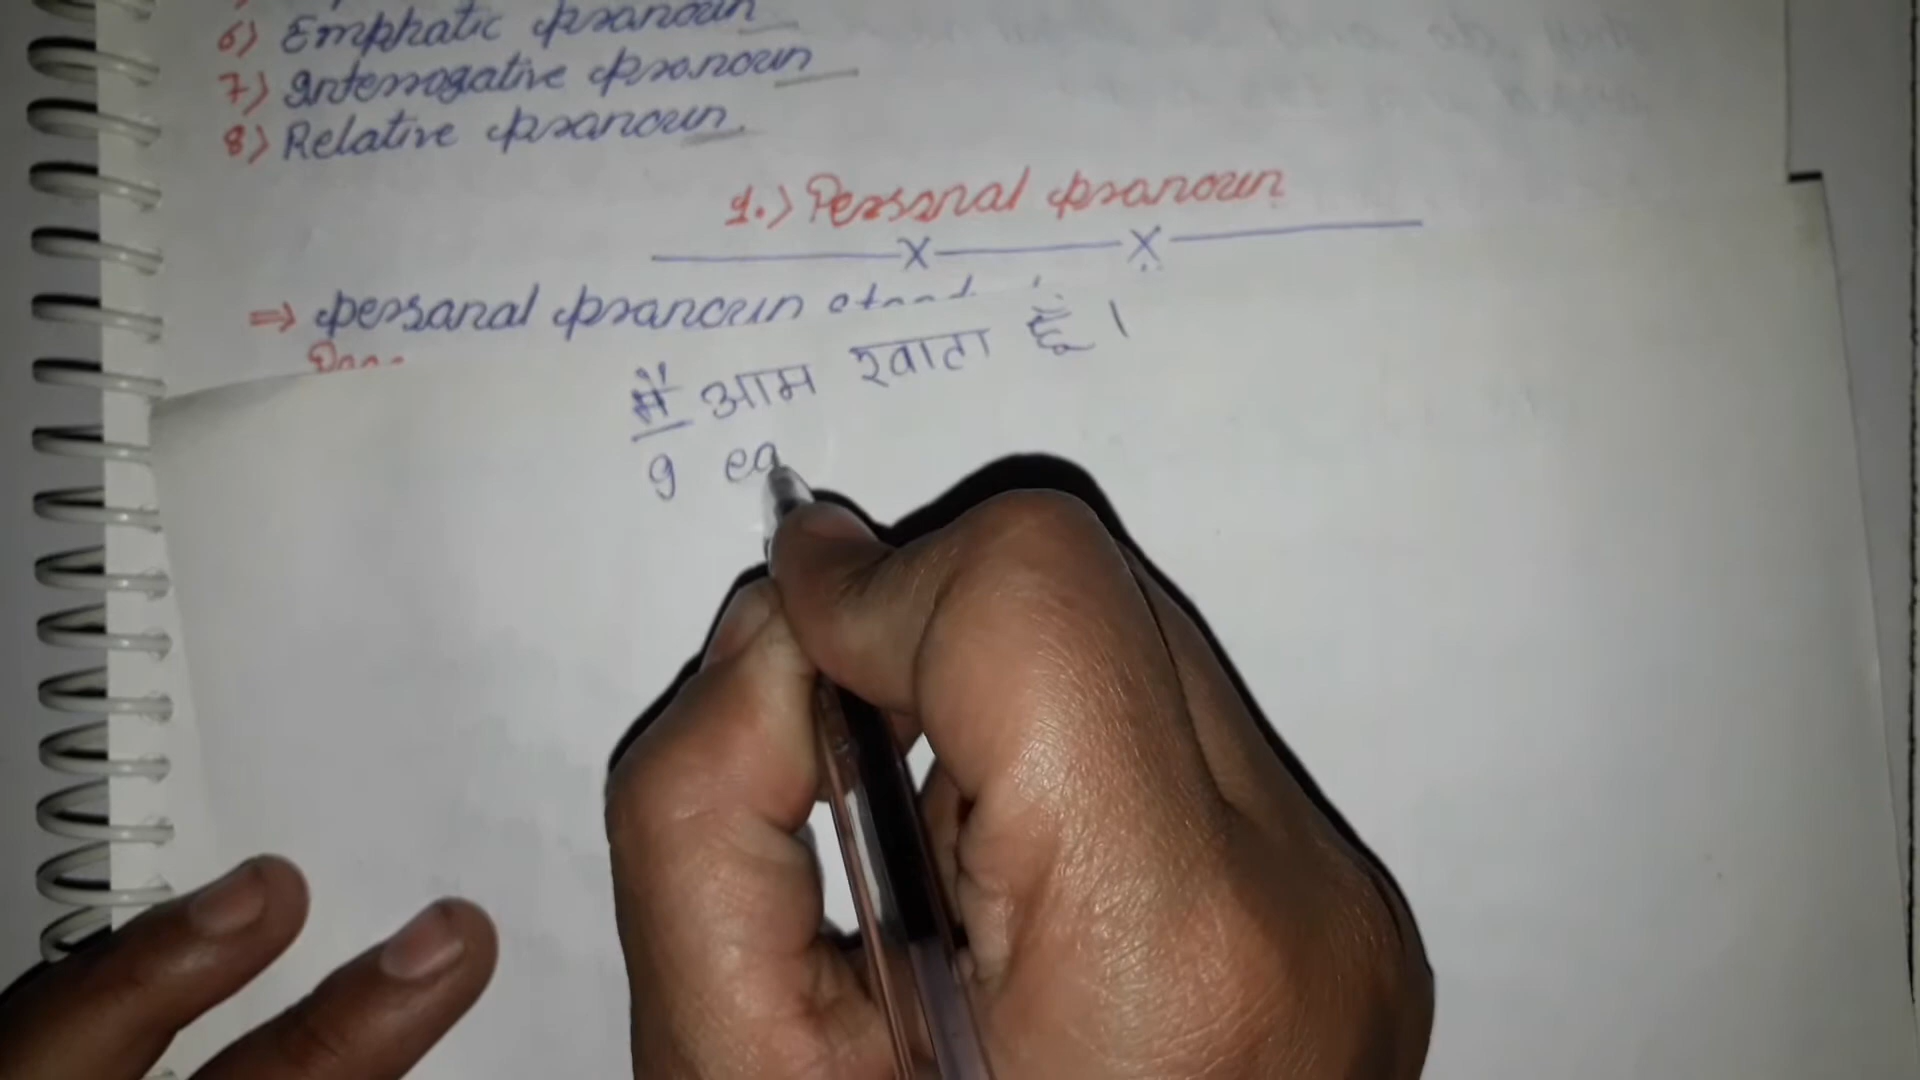 6) Emphatic pronoun
7) Interrogative pronoun
8) Relative pronoun.
1.) Personal pronoun
X X
⇒ personal pronoun
मैं आम खाता हूँ।
I ea